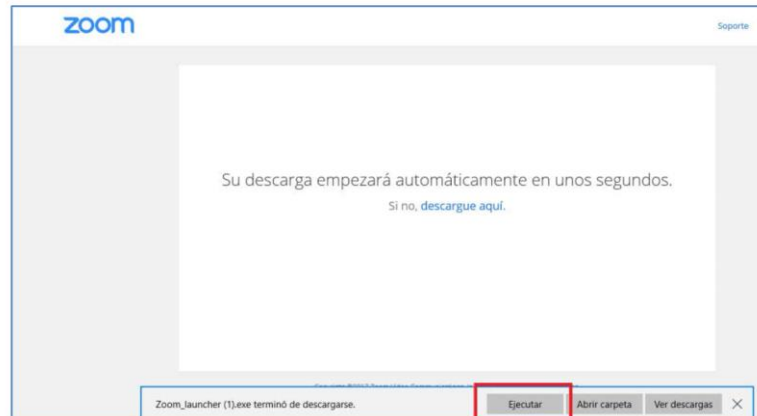 zoom
Soporte
Su descarga empezará automáticamente en unos segundos.
Si no, descargue aquí.
Zoom_launcher (1).exe terminó de descargarse.
Ejecutar
Abrir carpeta
Ver descargas